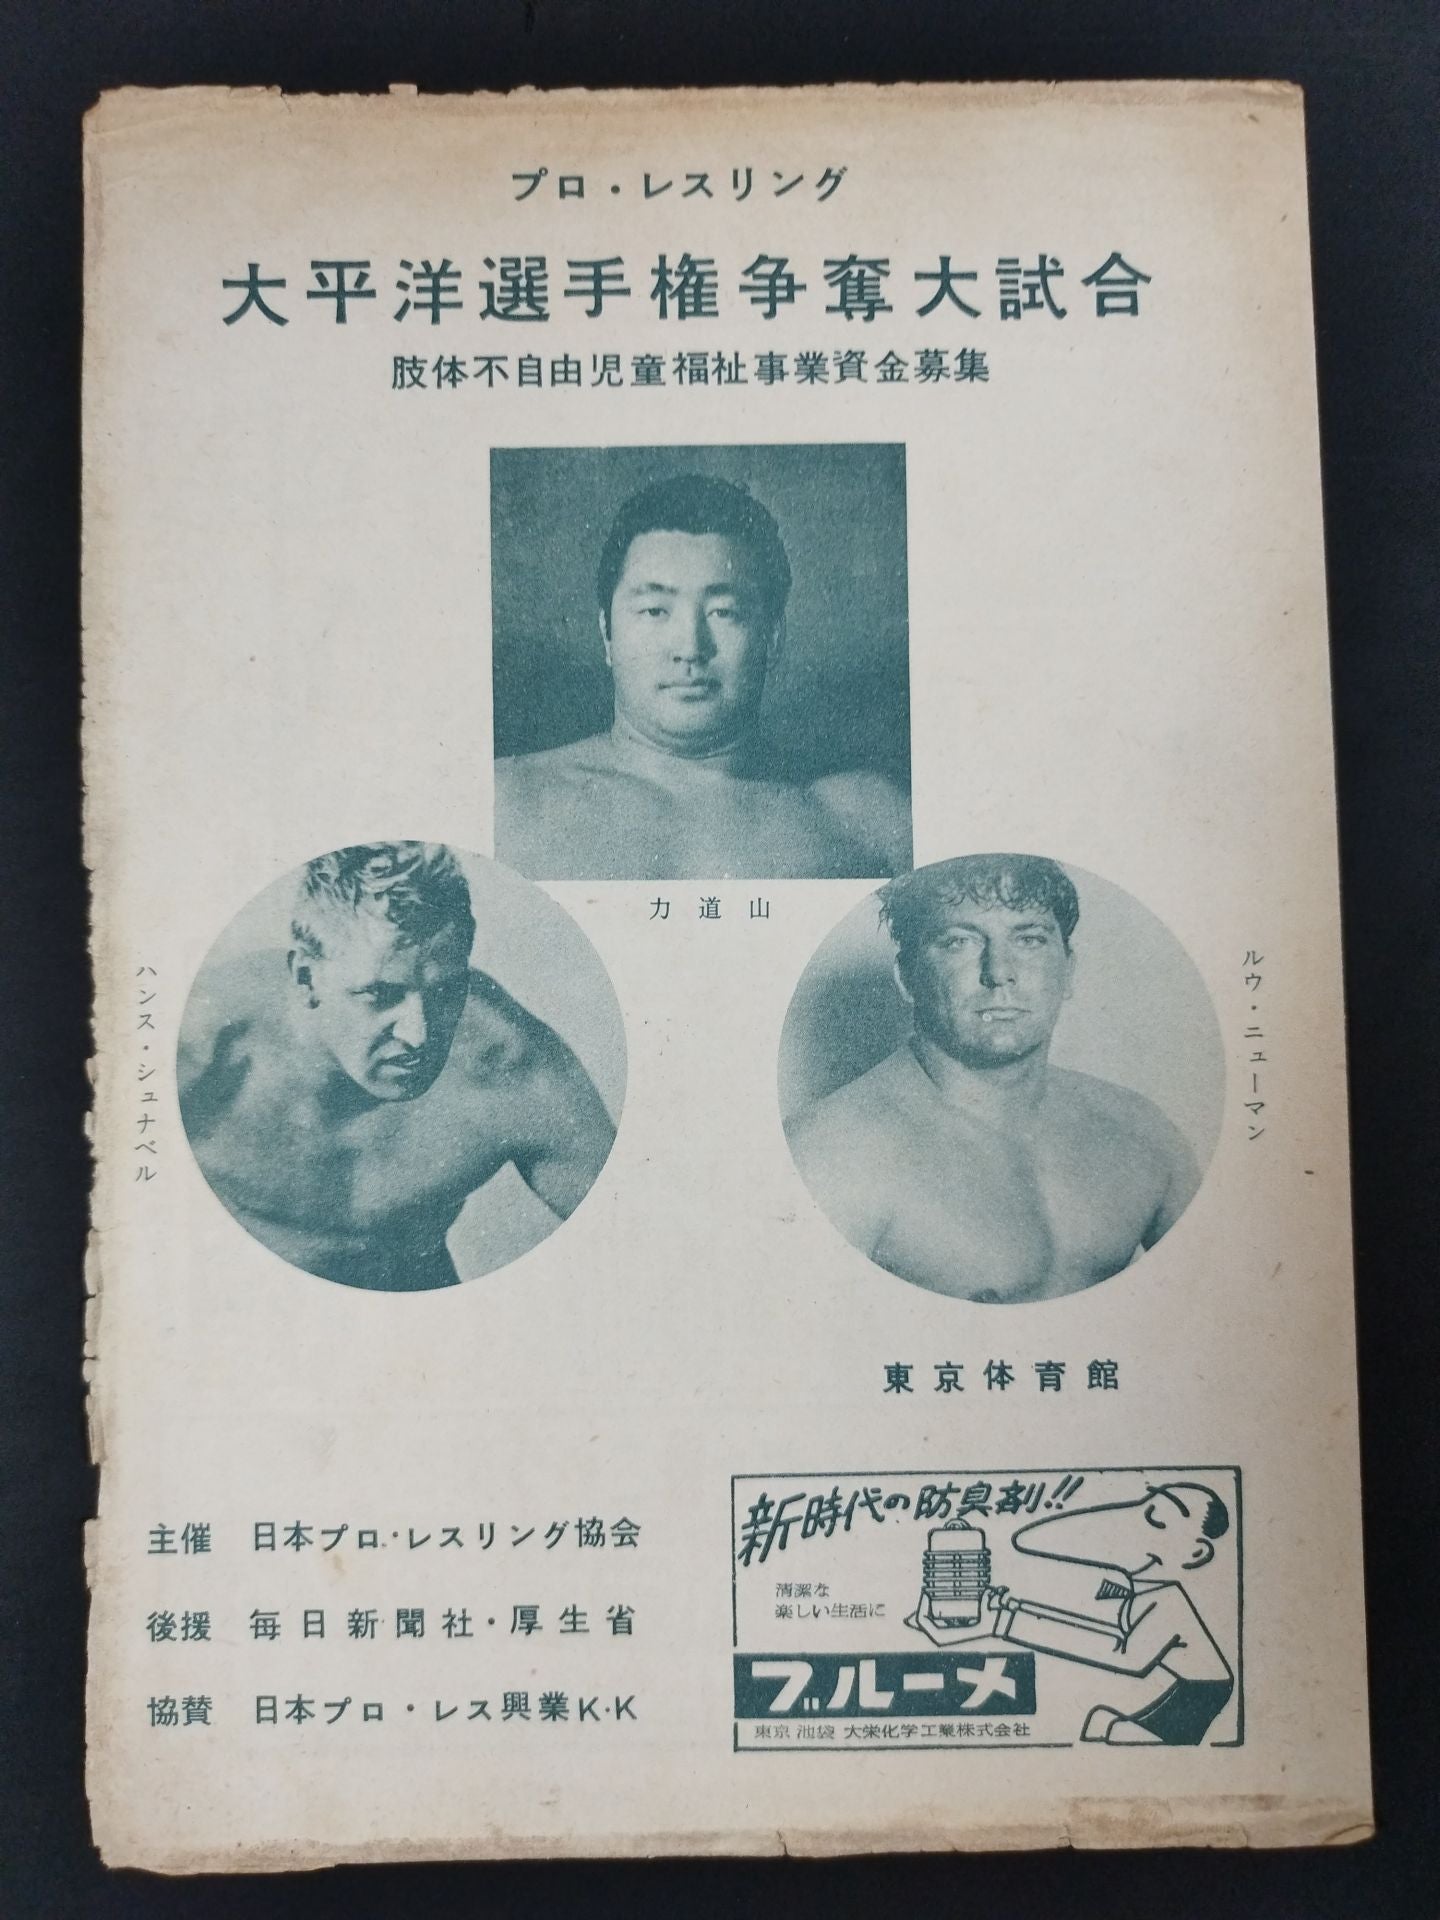 プロ・レスリング
大平洋選手権争奪大試合
肢体不自由児童福祉事業資金募集
力道山
ハンス・シュナベル
ルウ・ニューマン
東京体育館
主催 日本プロ・レスリング協会
後援 毎日新聞社・厚生省
協賛 日本プロ・レス興業K・K
新時代の防臭剤!!
清潔な
楽しい生活に
ブルーメ
東京 池袋 大栄化学工業株式会社